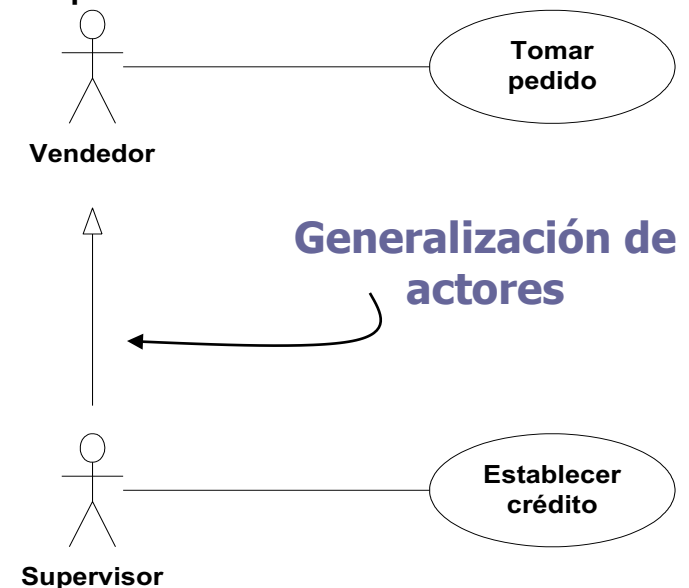 Tomar
pedido
Vendedor
Generalización de
actores
Establecer
crédito
Supervisor